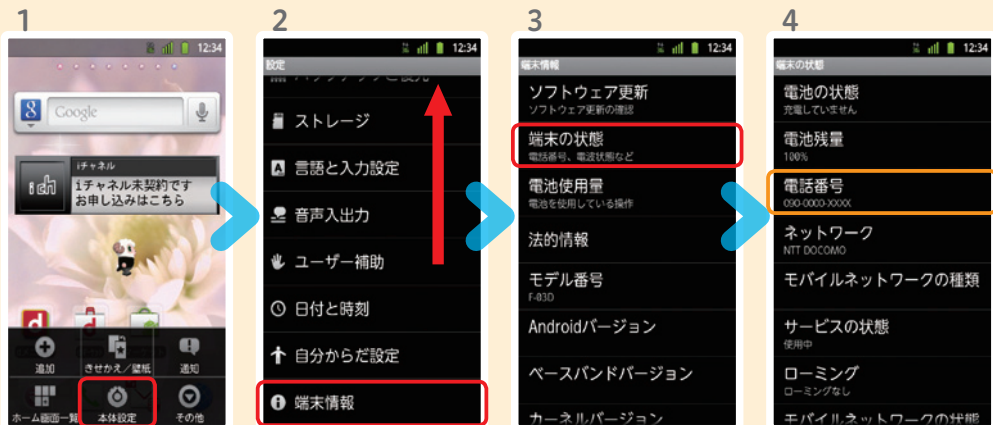 1
12:34
Google
iチャネル
ich
iチャネル未契約です
お申し込みはこちら
追加
きせかえ/壁紙
通知
ホーム画面一覧
本体設定
その他
2
12:34
設定
ストレージ
言語と入力設定
音声入出力
ユーザー補助
日付と時刻
自分からだ設定
端末情報
3
12:34
端末情報
ソフトウェア更新
ソフトウェア更新の確認
端末の状態
電話番号、電波状態など
電池使用量
電池を使用している操作
法的情報
モデル番号
F-03D
Androidバージョン
ベースバンドバージョン
カーネルバージョン
4
12:34
端末の状態
電池の状態
充電していません
電池残量
100%
電話番号
090-0000-XXXX
ネットワーク
NTT DOCOMO
モバイルネットワークの種類
サービスの状態
使用中
ローミング
ローミングなし
モバイルネットワークの状態